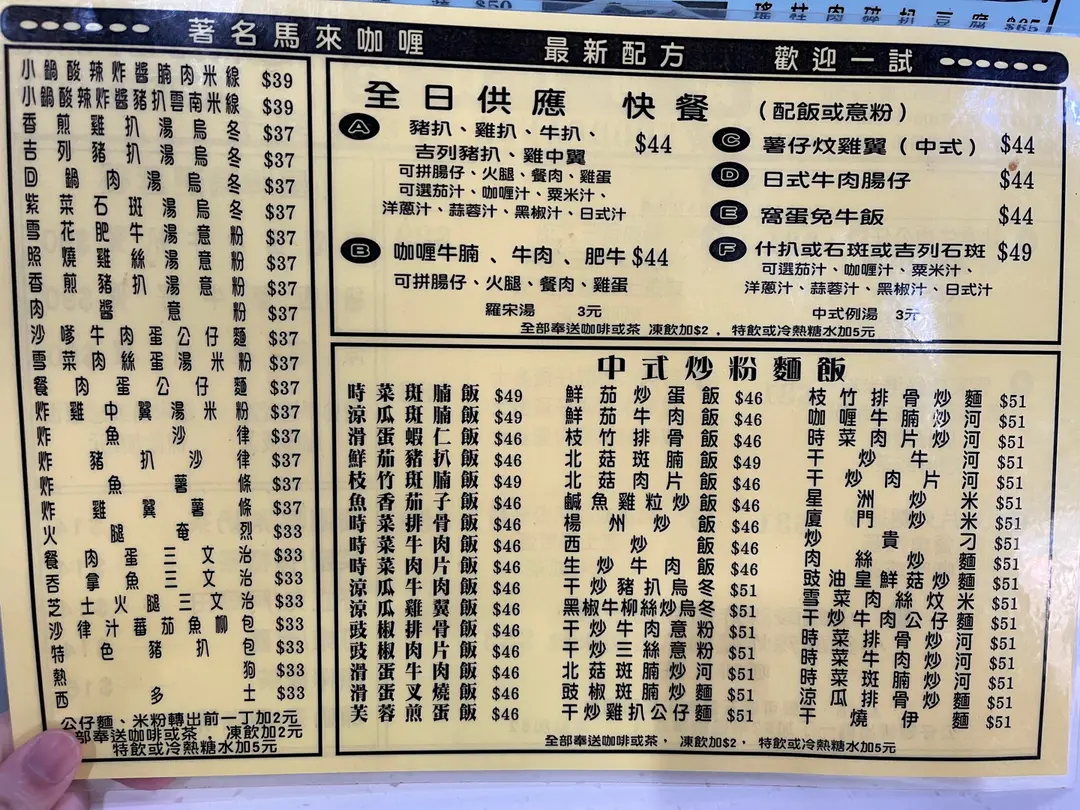 著名馬來咖喱 最新配方 歡迎一試
小鍋酸辣炸醬腩肉米線 $39
小鍋酸辣炸醬豬扒雲南米線 $39
香煎雞扒湯烏冬 $37
吉列豬扒湯烏冬 $37
D鍋肉湯烏冬 $37
紫菜石斑湯烏冬 $37
雪花肥牛湯意粉 $37
照燒雞絲湯意粉 $37
香煎豬扒湯意粉 $37
肉醬意粉 $37
沙嗲牛肉蛋公仔麵 $37
雪菜肉絲蛋湯米粉 $37
餐肉蛋公仔麵 $37
炸雞中翼湯米粉 $37
炸魚沙律 $37
炸豬扒沙律 $37
炸魚薯條 $37
炸雞翼薯條 $37
火腿奄烈 $33
餐肉蛋三文治 $33
吞拿魚三文治 $33
芝士火腿三文治 $33
沙律汁蕃茄魚柳包 $33
特色豬扒包 $33
熱狗 $33
西多士 $33
公仔麵、米粉轉出前一丁加2元
全部奉送咖啡或茶，凍飲加2元
特飲或冷熱糖水加5元
全日供應 快餐 （配飯或意粉）
A 豬扒、雞扒、牛扒、
吉列豬扒、雞中翼 $44
可拼腸仔、火腿、餐肉、雞蛋
可選茄汁、咖喱汁、粟米汁、
洋蔥汁、蒜蓉汁、黑椒汁、日式汁
B 咖喱牛腩、牛肉、肥牛 $44
可拼腸仔、火腿、餐肉、雞蛋
C 薯仔炆雞翼（中式） $44
D 日式牛肉腸仔 $44
E 窩蛋免牛飯 $44
F 什扒或石斑或吉列石斑 $49
可選茄汁、咖喱汁、粟米汁、
洋蔥汁、蒜蓉汁、黑椒汁、日式汁
羅宋湯 3元 中式例湯 3元
全部奉送咖啡或茶 凍飲加$2 ，特飲或冷熱糖水加5元
中式炒粉麵飯
時菜斑腩飯 $49
涼瓜斑腩飯 $49
滑蛋蝦仁飯 $46
鮮茄豬扒飯 $46
枝竹斑腩飯 $49
魚香茄子飯 $46
時菜排骨飯 $46
時菜牛肉飯 $46
時菜肉片飯 $46
涼瓜牛肉飯 $46
涼瓜雞翼飯 $46
豉椒排骨飯 $46
豉椒肉片飯 $46
滑蛋牛肉飯 $46
滑蛋叉燒飯 $46
芙蓉煎蛋飯 $46
鮮茄炒蛋飯 $46
鮮茄牛肉飯 $46
枝竹排骨飯 $46
北菇斑腩飯 $49
北菇肉片飯 $46
鹹魚雞粒炒飯 $46
楊州炒飯 $46
西炒飯 $46
生炒牛肉飯 $46
干炒豬扒烏冬 $51
黑椒牛柳絲炒烏冬 $51
干炒牛肉意粉 $51
干炒三絲意粉 $51
北菇斑腩炒河 $51
豉椒斑腩炒麵 $51
干炒雞扒公仔麵 $51
枝竹排骨炒麵 $51
咖喱牛腩炒河 $51
時菜肉片炒河 $51
干炒牛河 $51
干炒肉片河 $51
星洲炒米 $51
廈門炒米 $51
炒貴刁 $51
肉絲炒麵 $51
豉油皇鮮菇炒麵 $51
雪菜肉絲炆米 $51
干炒牛肉公仔麵 $51
時菜排骨炒河 $51
時菜牛肉炒河 $51
涼瓜排骨炒麵 $51
干燒伊麵 $51
全部奉送咖啡或茶， 凍飲加$2， 特飲或冷熱糖水加5元